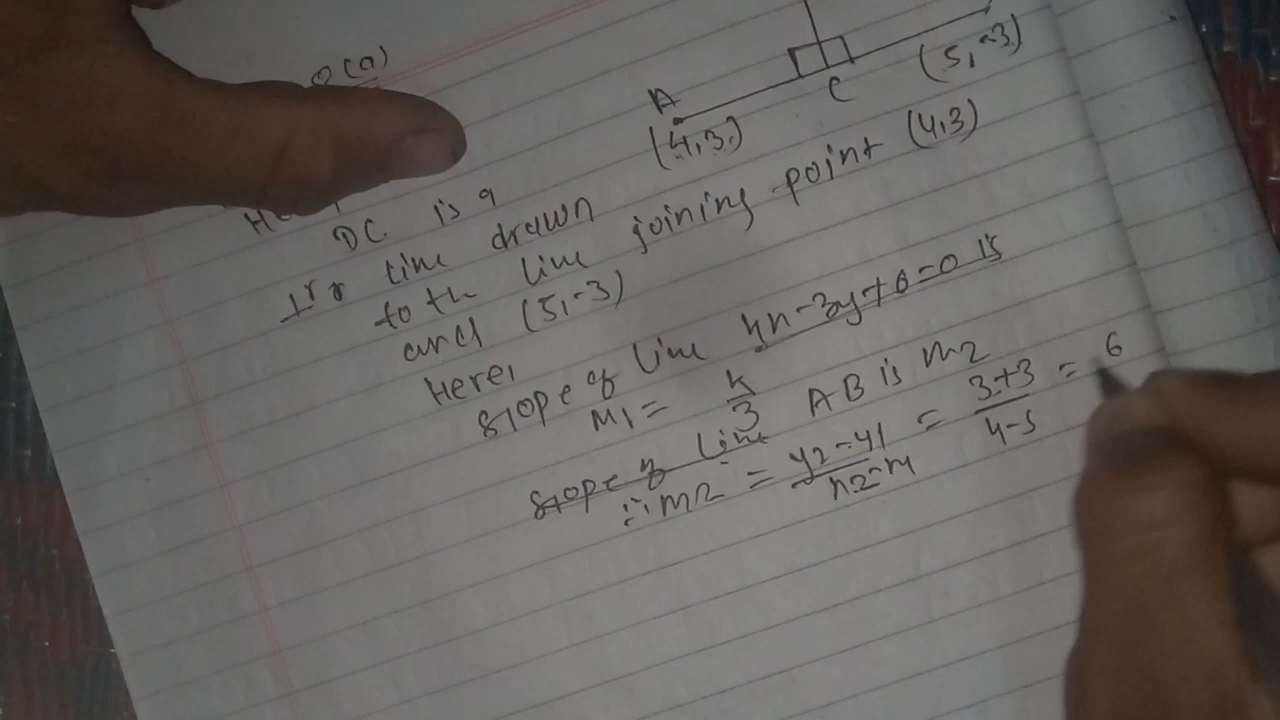 Q(a)
A
(4,3)
C
(5,-3)
DC is a
⊥r line drawn
to the line joining point (4,3)
and (5,-3)
Here,
slope of line 4x-3y+6=0 is
M1 = k/3
slope of line AB is m2
∴ m2 = y2-y1/x2-x1 = 3+3/4-5 = 6